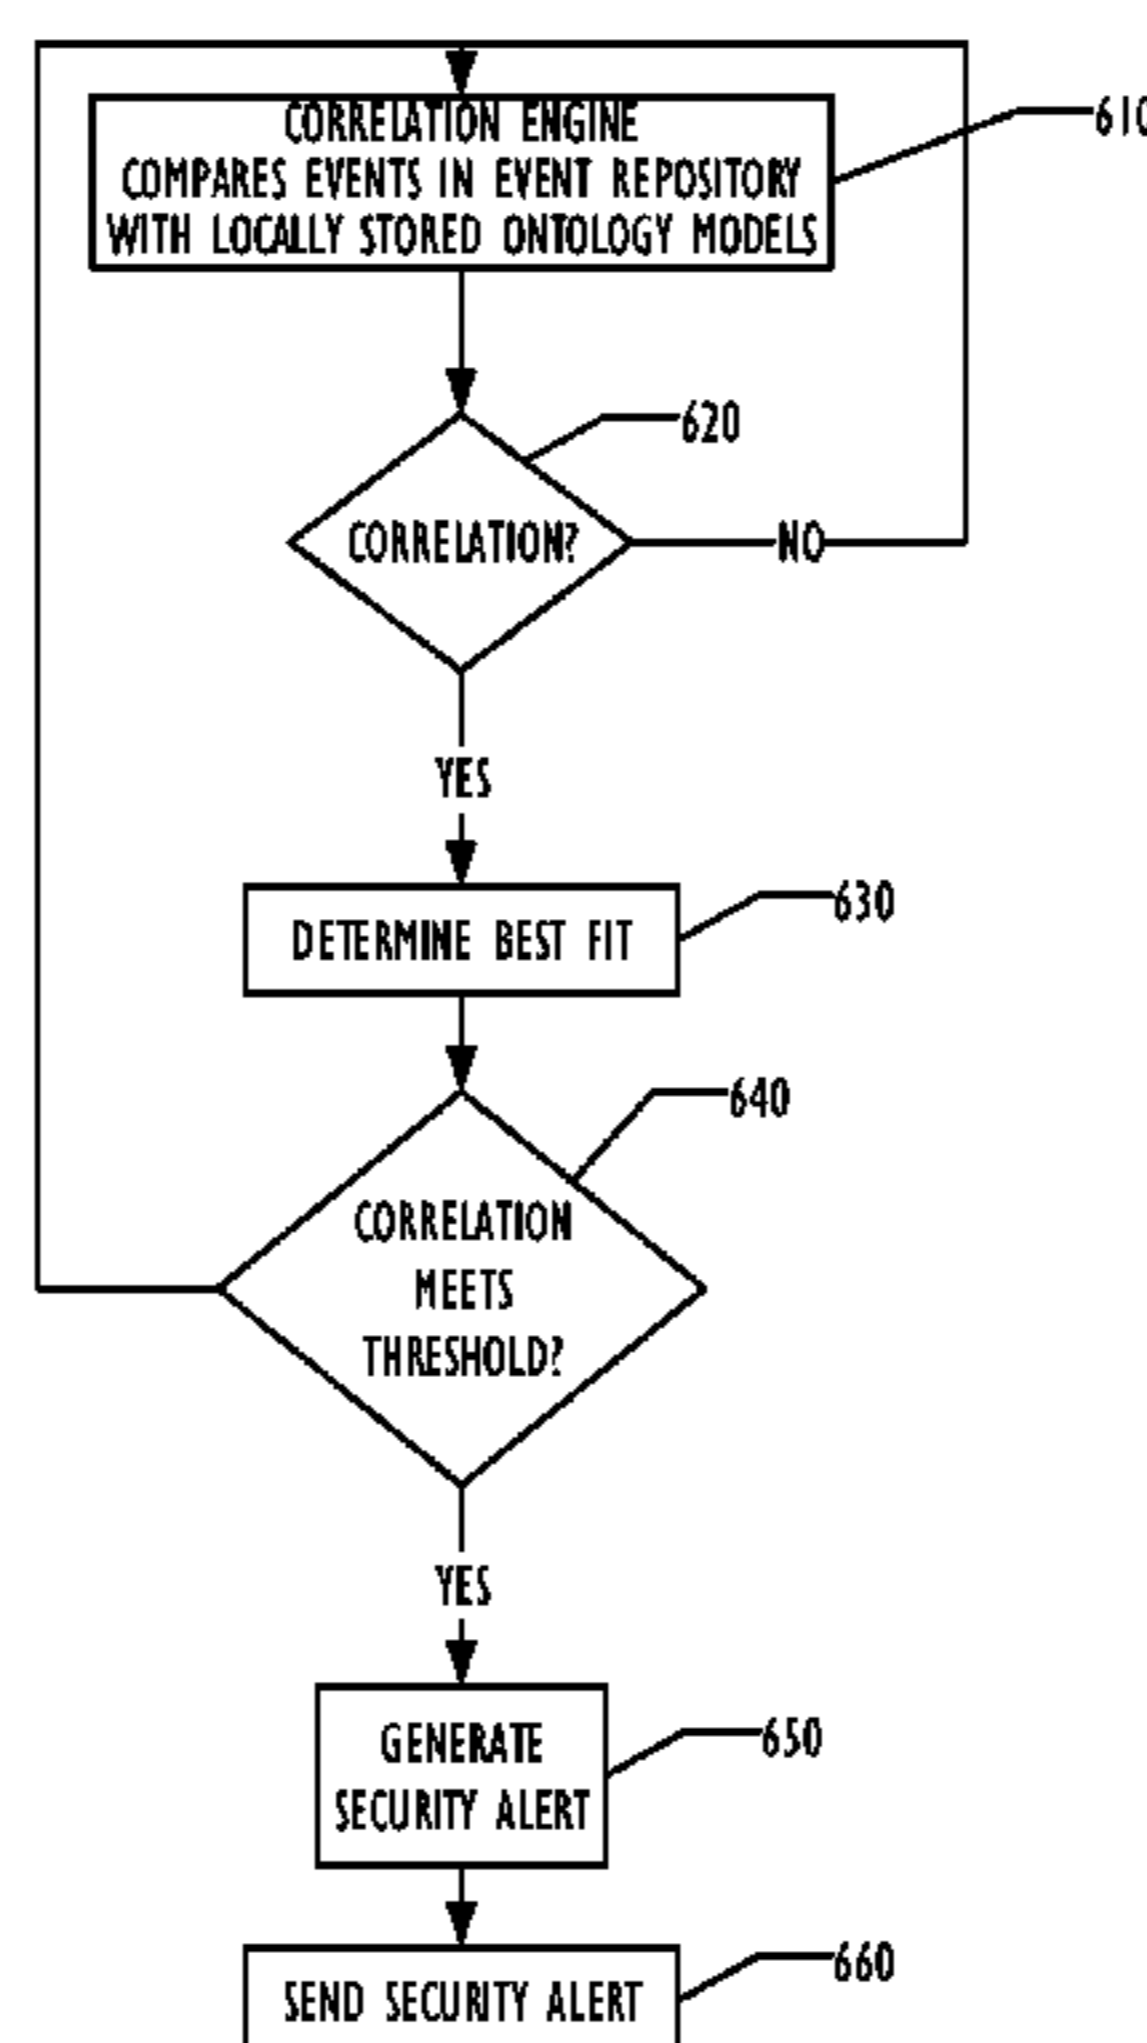 CORRELATION ENGINE
COMPARES EVENTS IN EVENT REPOSITORY
WITH LOCALLY STORED ONTOLOGY MODELS
610
620
CORRELATION?
NO
YES
630
DETERMINE BEST FIT
640
CORRELATION
MEETS
THRESHOLD?
YES
GENERATE
SECURITY ALERT
650
660
SEND SECURITY ALERT